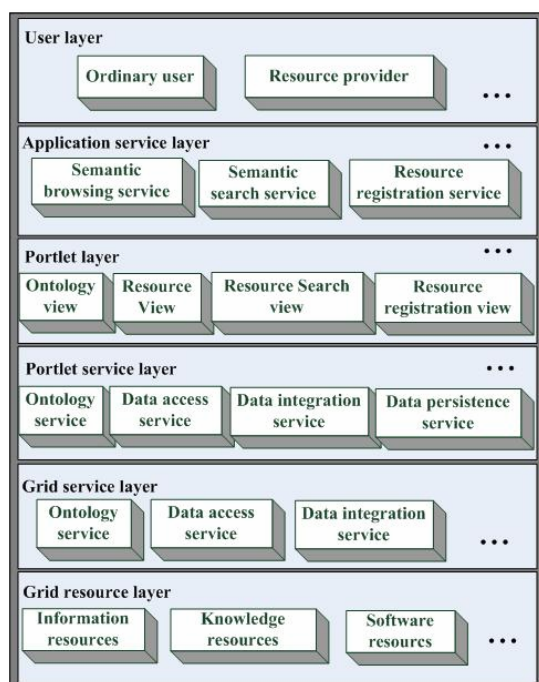 User layer
Ordinary user
Resource provider
...
Application service layer
...
Semantic
browsing service
Semantic
search service
Resource
registration service
Portlet layer
...
Ontology
view
Resource
View
Resource Search
view
Resource
registration view
Portlet service layer
...
Ontology
service
Data access
service
Data integration
service
Data persistence
service
Grid service layer
Ontology
service
Data access
service
Data integration
service
...
Grid resource layer
Information
resources
Knowledge
resources
Software
resourcs
...